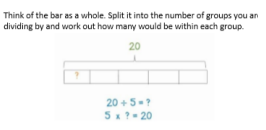 Think of the bar as a whole. Split it into the number of groups you are
dividing by and work out how many would be within each group.
20
?
20 ÷ 5 = ?
5 x ? = 20